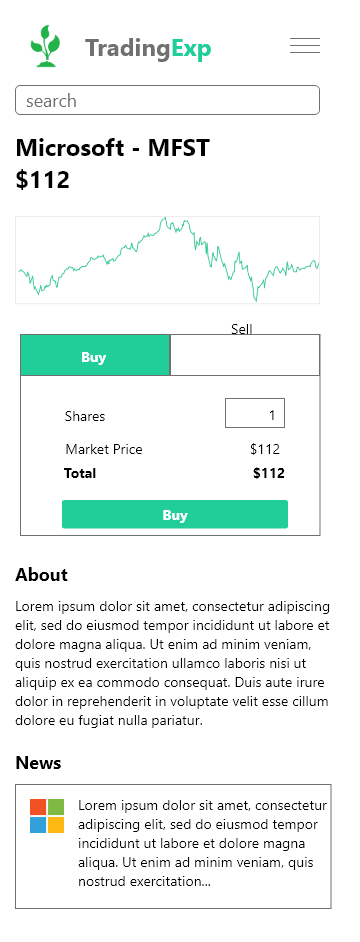 TradingExp
search
Microsoft - MFST
$112
Sell
Buy
Shares 1
Market Price $112
Total $112
Buy
About
Lorem ipsum dolor sit amet, consectetur adipiscing
elit, sed do eiusmod tempor incididunt ut labore et
dolore magna aliqua. Ut enim ad minim veniam,
quis nostrud exercitation ullamco laboris nisi ut
aliquip ex ea commodo consequat. Duis aute irure
dolor in reprehenderit in voluptate velit esse cillum
dolore eu fugiat nulla pariatur.
News
Lorem ipsum dolor sit amet, consectetur
adipiscing elit, sed do eiusmod tempor
incididunt ut labore et dolore magna
aliqua. Ut enim ad minim veniam, quis
nostrud exercitation...